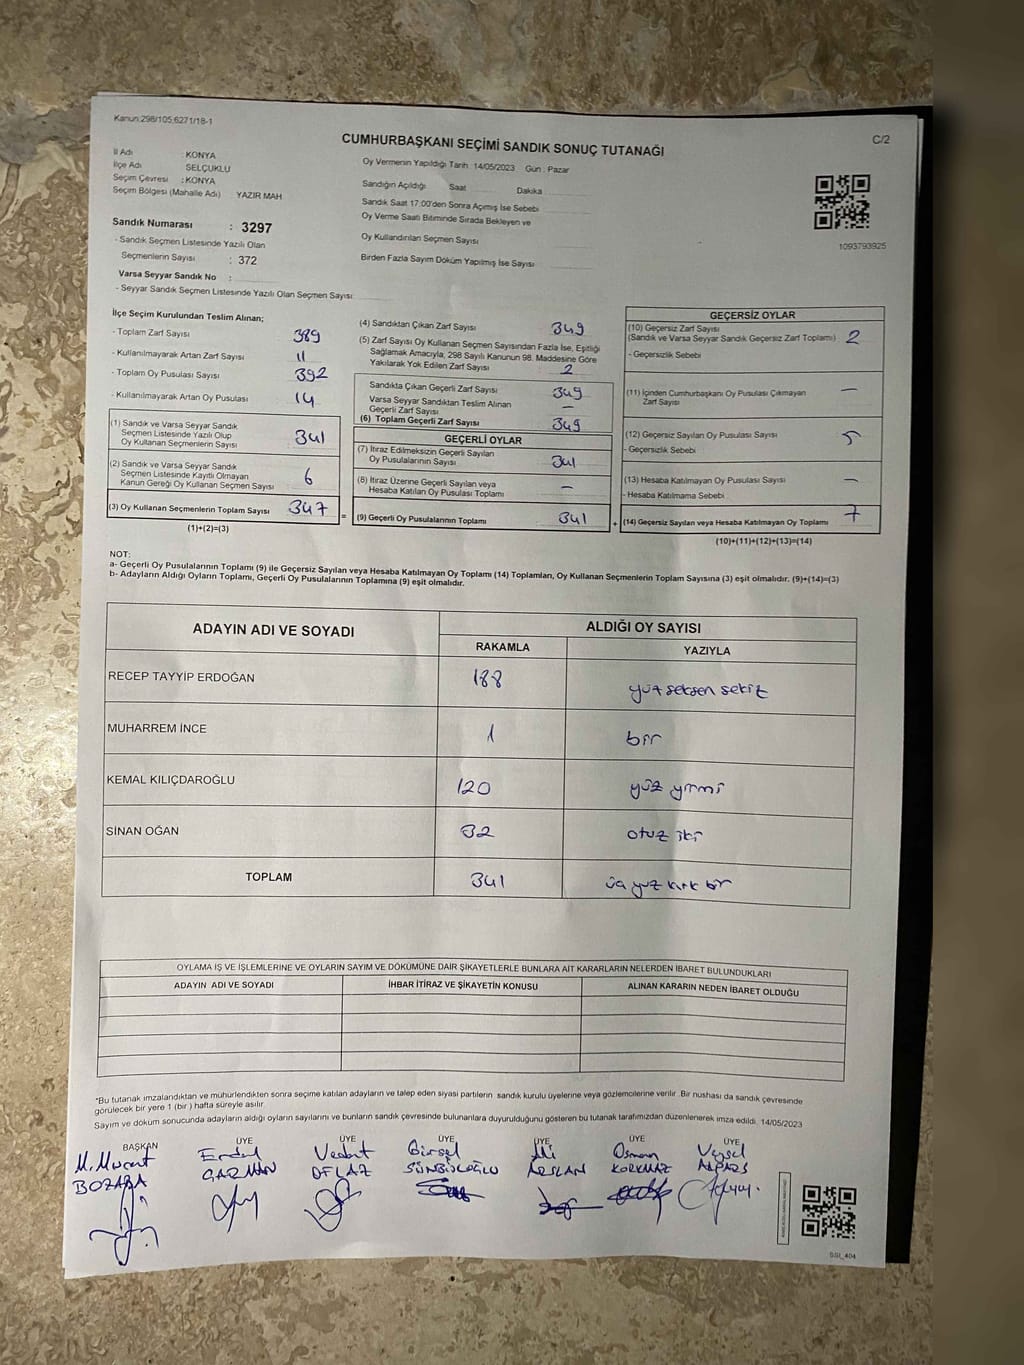 Kanun:298/105;6271/18-1
C/2
CUMHURBAŞKANI SEÇİMİ SANDIK SONUÇ TUTANAĞI
İl Adı : KONYA
İlçe Adı SELÇUKLU
Seçim Çevresi : KONYA
Seçim Bölgesi (Mahalle Adı) YAZIR MAH
Oy Vermenin Yapıldığı Tarih : 14/05/2023 Gün : Pazar
Sandığın Açıldığı Saat Dakika
Sandık Saat 17:00'den Sonra Açılmış İse Sebebi
Oy Verme Saati Bitiminde Sırada Bekleyen ve
Oy Kullandırılan Seçmen Sayısı
Birden Fazla Sayım Döküm Yapılmış İse Sayısı
1093793925
Sandık Numarası : 3297
- Sandık Seçmen Listesinde Yazılı Olan
Seçmenlerin Sayısı : 372
Varsa Seyyar Sandık No :
- Seyyar Sandık Seçmen Listesinde Yazılı Olan Seçmen Sayısı
İlçe Seçim Kurulundan Teslim Alınan;
- Toplam Zarf Sayısı 389
- Kullanılmayarak Artan Zarf Sayısı 11
- Toplam Oy Pusulası Sayısı 392
- Kullanılmayarak Artan Oy Pusulası 14
(1) Sandık ve Varsa Seyyar Sandık
Seçmen Listesinde Yazılı Olup
Oy Kullanan Seçmenlerin Sayısı 341
(2) Sandık ve Varsa Seyyar Sandık
Seçmen Listesinde Kayıtlı Olmayan
Kanun Gereği Oy Kullanan Seçmen Sayısı 6
(3) Oy Kullanan Seçmenlerin Toplam Sayısı 347
(1)+(2)=(3)
=
(4) Sandıktan Çıkan Zarf Sayısı 349
(5) Zarf Sayısı Oy Kullanan Seçmen Sayısından Fazla İse, Eşitliği
Sağlamak Amacıyla, 298 Sayılı Kanunun 98. Maddesine Göre
Yakılarak Yok Edilen Zarf Sayısı 2
Sandıkta Çıkan Geçerli Zarf Sayısı 349
Varsa Seyyar Sandıktan Teslim Alınan
Geçerli Zarf Sayısı —
(6) Toplam Geçerli Zarf Sayısı 349
GEÇERLİ OYLAR
(7) İtiraz Edilmeksizin Geçerli Sayılan
Oy Pusulalarının Sayısı 341
(8) İtiraz Üzerine Geçerli Sayılan veya
Hesaba Katılan Oy Pusulası Toplamı —
(9) Geçerli Oy Pusulalarının Toplamı 341
+
GEÇERSİZ OYLAR
(10) Geçersiz Zarf Sayısı
(Sandık ve Varsa Seyyar Sandık Geçersiz Zarf Toplamı) 2
- Geçersizlik Sebebi
(11) İçinden Cumhurbaşkanı Oy Pusulası Çıkmayan
Zarf Sayısı —
(12) Geçersiz Sayılan Oy Pusulası Sayısı 5
- Geçersizlik Sebebi
(13) Hesaba Katılmayan Oy Pusulası Sayısı —
- Hesaba Katılmama Sebebi
(14) Geçersiz Sayılan veya Hesaba Katılmayan Oy Toplamı 7
(10)+(11)+(12)+(13)=(14)
NOT:
a- Geçerli Oy Pusulalarının Toplamı (9) ile Geçersiz Sayılan veya Hesaba Katılmayan Oy Toplamı (14) Toplamları, Oy Kullanan Seçmenlerin Toplam Sayısına (3) eşit olmalıdır. (9)+(14)=(3)
b- Adayların Aldığı Oyların Toplamı, Geçerli Oy Pusulalarının Toplamına (9) eşit olmalıdır.
ADAYIN ADI VE SOYADI ALDIĞI OY SAYISI
RAKAMLA YAZIYLA
RECEP TAYYİP ERDOĞAN 188 yüz seksen sekiz
MUHARREM İNCE 1 bir
KEMAL KILIÇDAROĞLU 120 yüz yirmi
SİNAN OĞAN 32 otuz iki
TOPLAM 341 üç yüz kırk bir
OYLAMA İŞ VE İŞLEMLERİNE VE OYLARIN SAYIM VE DÖKÜMÜNE DAİR ŞİKAYETLERLE BUNLARA AİT KARARLARIN NELERDEN İBARET BULUNDUKLARI
ADAYIN ADI VE SOYADI İHBAR İTİRAZ VE ŞİKAYETİN KONUSU ALINAN KARARIN NEDEN İBARET OLDUĞU
*Bu tutanak imzalandıktan ve mühürlendikten sonra seçime katılan adayların ve talep eden siyasi partilerin sandık kurulu üyelerine veya gözlemcilerine verilir .Bir nushası da sandık çevresinde
görülecek bir yere 1 (bir ) hafta süreyle asılır.
Sayım ve döküm sonucunda adayların aldığı oyların sayılarını ve bunların sandık çevresinde bulunanlara duyurulduğunu gösteren bu tutanak tarafımızdan düzenlenerek imza edildi. 14/05/2023
BAŞKAN ÜYE ÜYE ÜYE ÜYE ÜYE ÜYE
M. Murat Erdal Vedat Birsel Ali Osman Veysel
BOZABA OFLAZ ARSLAN KORKMAZ
SSI_404